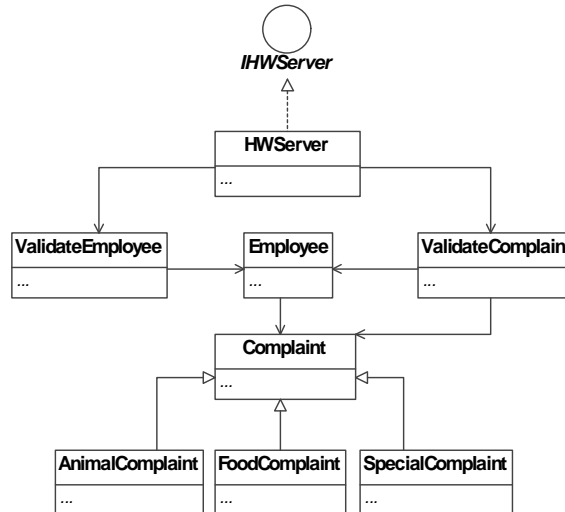 IHWServer
HWServer
...
ValidateEmployee
Employee
ValidateComplain
...
...
...
Complaint
...
AnimalComplaint
FoodComplaint
SpecialComplaint
...
...
...